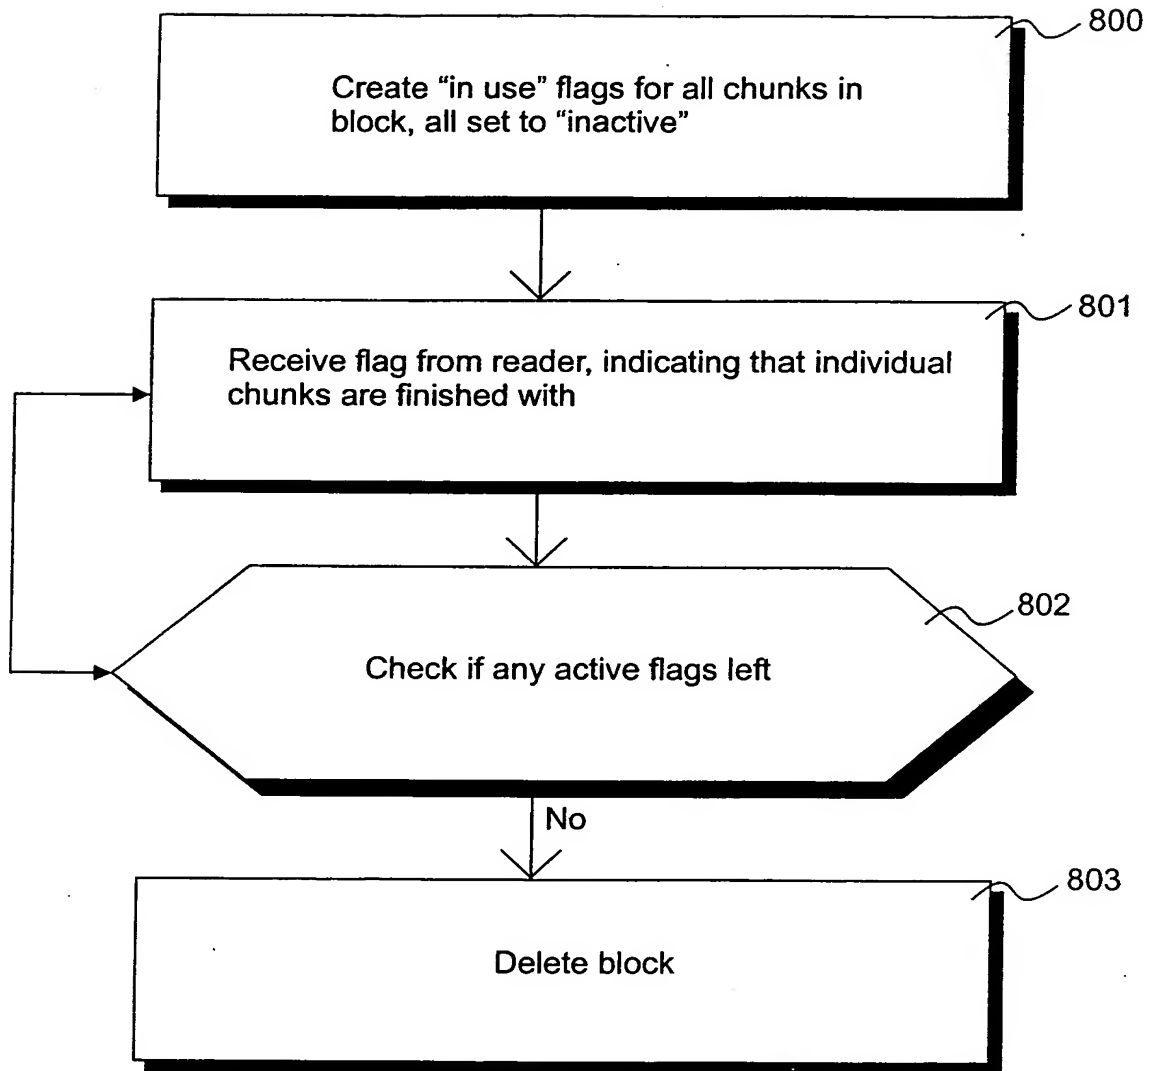 800
Create “in use” flags for all chunks in
block, all set to “inactive”
801
Receive flag from reader, indicating that individual
chunks are finished with
802
Check if any active flags left
No
803
Delete block